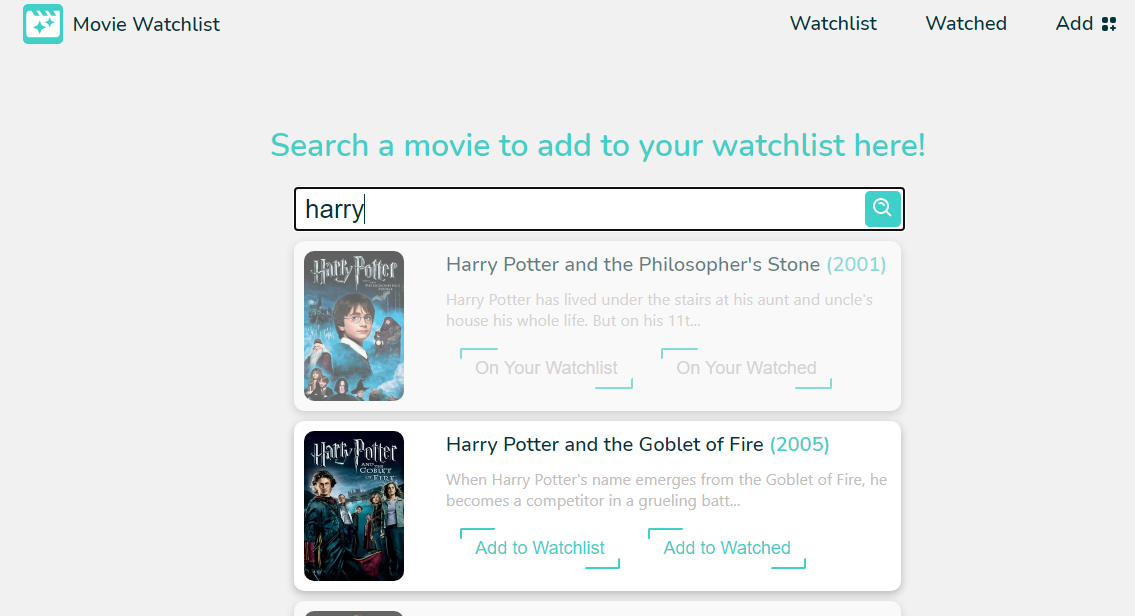 Movie Watchlist
Watchlist
Watched
Add
Search a movie to add to your watchlist here!
harry
Harry Potter
Harry Potter and the Philosopher's Stone (2001)
Harry Potter has lived under the stairs at his aunt and uncle's
house his whole life. But on his 11t...
On Your Watchlist
On Your Watched
Harry Potter
AND THE
GOBLET
OF FIRE
Harry Potter and the Goblet of Fire (2005)
When Harry Potter's name emerges from the Goblet of Fire, he
becomes a competitor in a grueling batt...
Add to Watchlist
Add to Watched